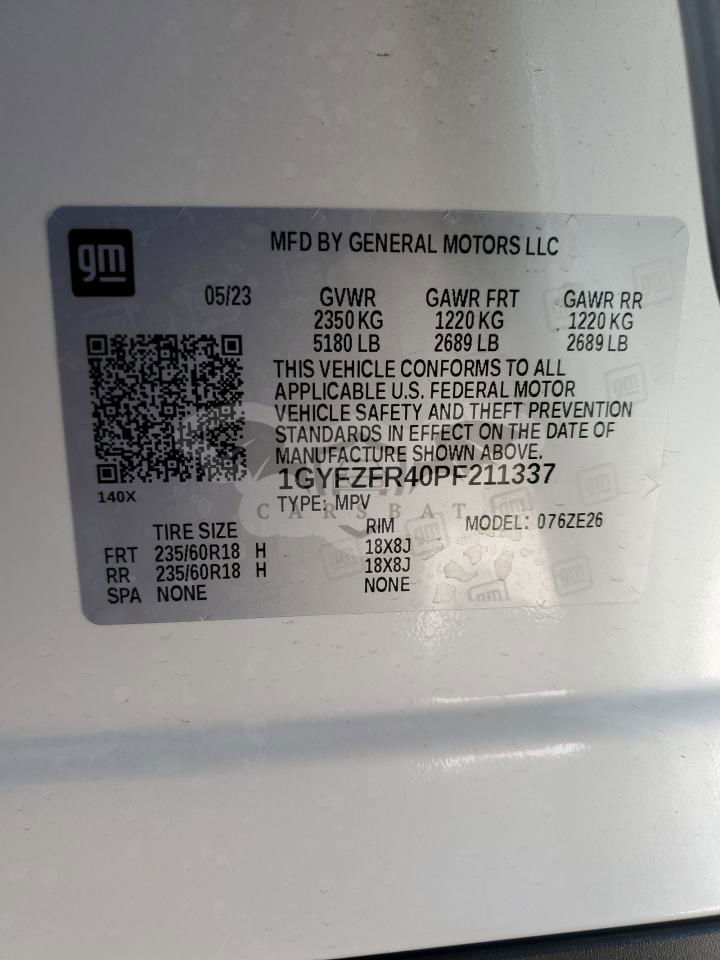 gm
MFD BY GENERAL MOTORS LLC
05/23 GVWR GAWR FRT GAWR RR
2350 KG 1220 KG 1220 KG
5180 LB 2689 LB 2689 LB
THIS VEHICLE CONFORMS TO ALL
APPLICABLE U.S. FEDERAL MOTOR
VEHICLE SAFETY AND THEFT PREVENTION
STANDARDS IN EFFECT ON THE DATE OF
MANUFACTURE SHOWN ABOVE.
1GYFZFR40PF211337
140X
TYPE: MPV
CARSBAT
TIRE SIZE RIM MODEL: 076ZE26
FRT 235/60R18 H 18X8J
RR 235/60R18 H 18X8J
SPA NONE NONE
gm